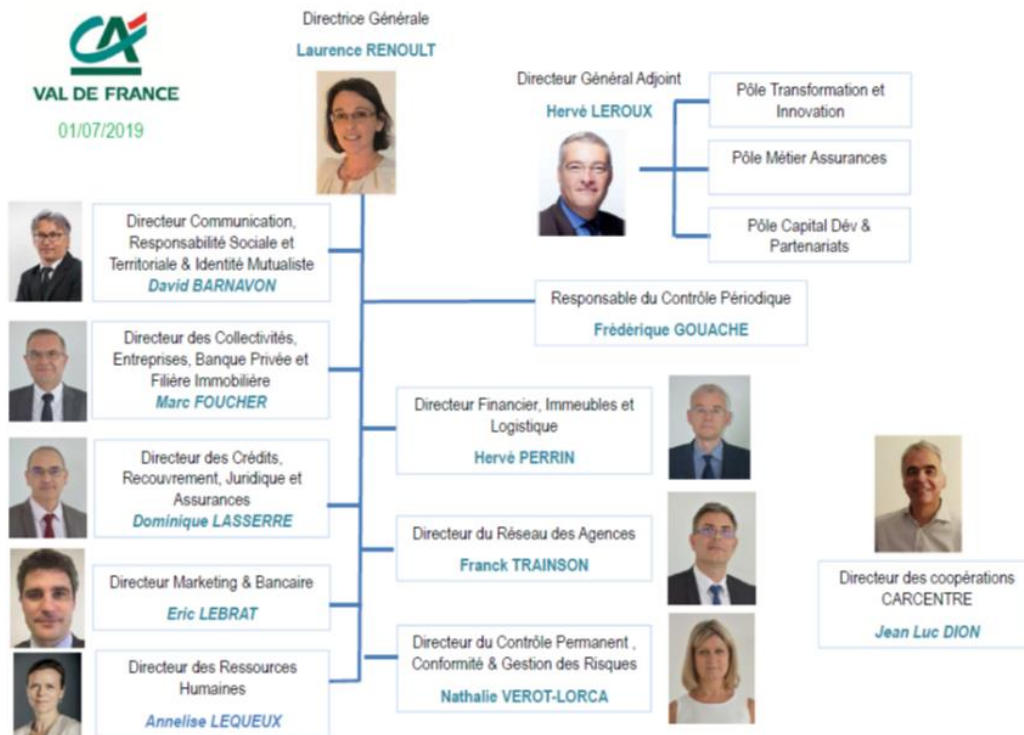 CA
VAL DE FRANCE
01/07/2019
Directrice Générale
Laurence RENOULT
Directeur Général Adjoint
Hervé LEROUX
Pôle Transformation et
Innovation
Pôle Métier Assurances
Pôle Capital Dév &
Partenariats
Directeur Communication,
Responsabilité Sociale et
Territoriale & Identité Mutualiste
David BARNAVON
Responsable du Contrôle Périodique
Frèdérique GOUACHE
Directeur des Collectivités,
Entreprises, Banque Privée et
Filière Immobilière
Marc FOUCHER
Directeur Financier, Immeubles et
Logistique
Hervé PERRIN
Directeur des Crédits,
Recouvrement, Juridique et
Assurances
Dominique LASSERRE
Directeur du Réseau des Agences
Franck TRAINSON
Directeur Marketing & Bancaire
Eric LEBRAT
Directeur des coopérations
CARCENTRE
Jean Luc DION
Directeur du Contrôle Permanent ,
Conformité & Gestion des Risques
Nathalie VEROT-LORCA
Directeur des Ressources
Humaines
Annelise LEQUEUX